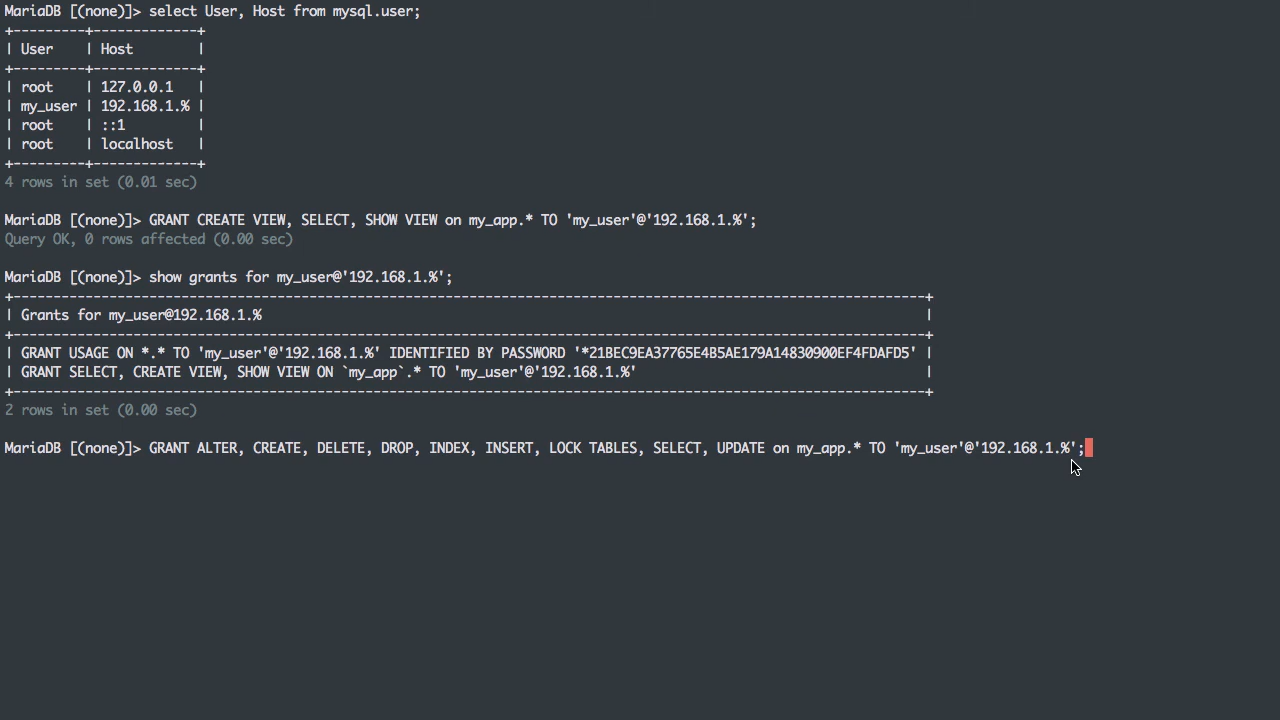 MariaDB [(none)]> select User, Host from mysql.user;
+---------+-------------+
| User    | Host        |
+---------+-------------+
| root    | 127.0.0.1   |
| my_user | 192.168.1.% |
| root    | ::1         |
| root    | localhost   |
+---------+-------------+
4 rows in set (0.01 sec)
MariaDB [(none)]> GRANT CREATE VIEW, SELECT, SHOW VIEW on my_app.* TO 'my_user'@'192.168.1.%';
Query OK, 0 rows affected (0.00 sec)
MariaDB [(none)]> show grants for my_user@'192.168.1.%';
+------------------------------------------------------------------------------------------------------------------+
| Grants for my_user@192.168.1.%                                                                                   |
+------------------------------------------------------------------------------------------------------------------+
| GRANT USAGE ON *.* TO 'my_user'@'192.168.1.%' IDENTIFIED BY PASSWORD '*21BEC9EA37765E4B5AE179A14830900EF4FDAFD5' |
| GRANT SELECT, CREATE VIEW, SHOW VIEW ON `my_app`.* TO 'my_user'@'192.168.1.%'                                    |
+------------------------------------------------------------------------------------------------------------------+
2 rows in set (0.00 sec)
MariaDB [(none)]> GRANT ALTER, CREATE, DELETE, DROP, INDEX, INSERT, LOCK TABLES, SELECT, UPDATE on my_app.* TO 'my_user'@'192.168.1.%';